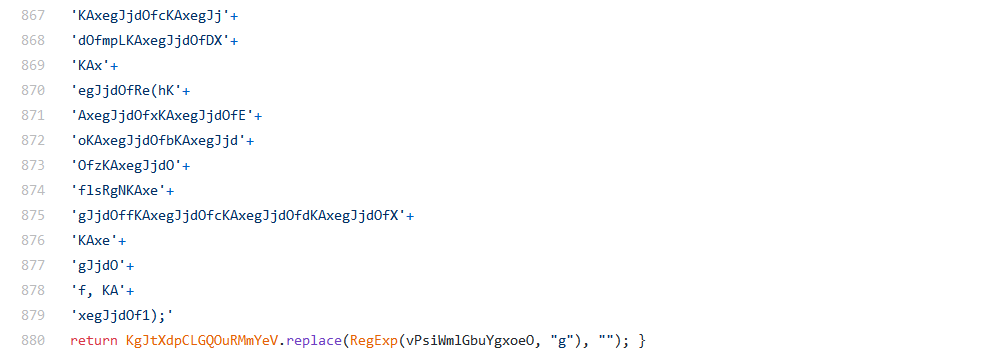 867 'KAxegJjdOfcKAxegJj'+
868 'dOfmpLKAxegJjdOfDX'+
869 'KAx'+
870 'egJjdOfRe(hK'+
871 'AxegJjdOfxKAxegJjdOfE'+
872 'oKAxegJjdOfbKAxegJjd'+
873 'OfzKAxegJjdO'+
874 'flsRgNKAxe'+
875 'gJjdOffKAxegJjdOfcKAxegJjdOfdKAxegJjdOfX'+
876 'KAxe'+
877 'gJjdO'+
878 'f, KA'+
879 'xegJjdOf1);'
880 return KgJtXdpCLGQOuRMmYeV.replace(RegExp(vPsiWmlGbuYgxoeO, "g"), ""); }